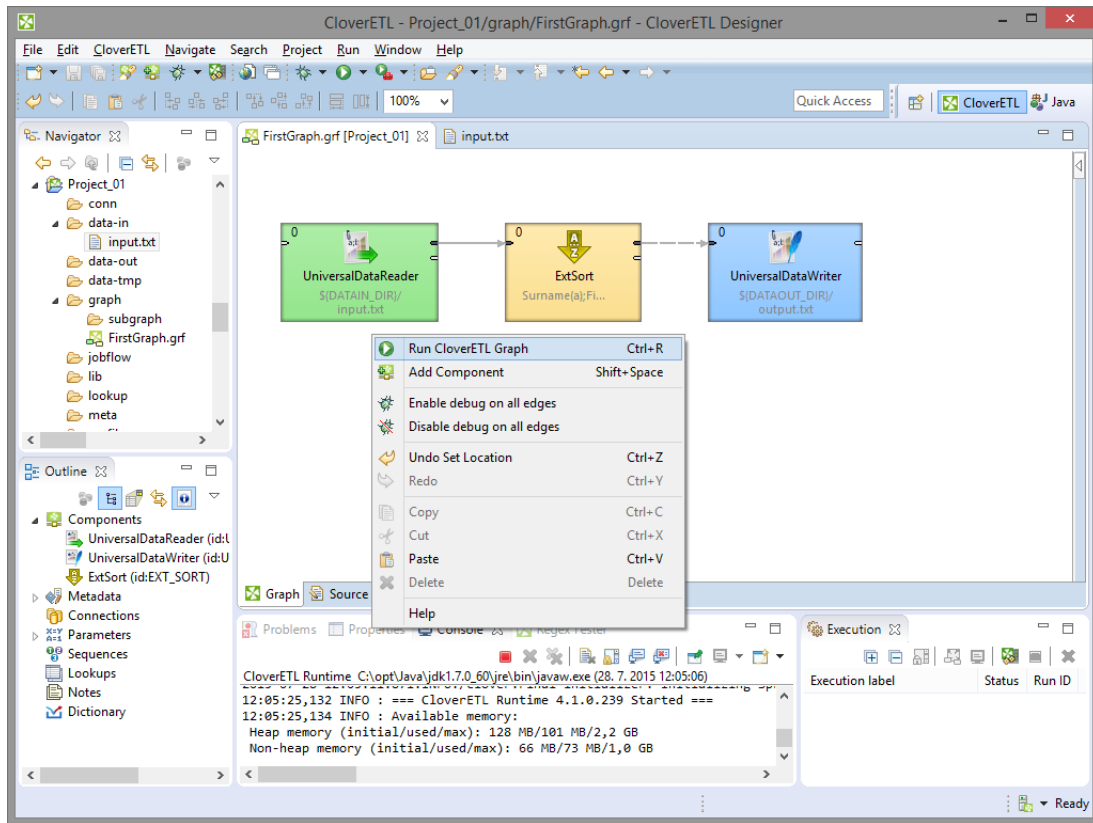 CloverETL - Project_01/graph/FirstGraph.grf - CloverETL Designer
File Edit CloverETL Navigate Search Project Run Window Help
100%
Quick Access
CloverETL
Java
Navigator
Project_01
conn
data-in
input.txt
data-out
data-tmp
graph
subgraph
FirstGraph.grf
jobflow
lib
lookup
meta
FirstGraph.grf [Project_01]
input.txt
0
UniversalDataReader
${DATAIN_DIR}/
input.txt
0
ExtSort
Surname(a);Fi...
0
UniversalDataWriter
${DATAOUT_DIR}/
output.txt
Run CloverETL Graph Ctrl+R
Add Component Shift+Space
Enable debug on all edges
Disable debug on all edges
Undo Set Location Ctrl+Z
Redo Ctrl+Y
Copy Ctrl+C
Cut Ctrl+X
Paste Ctrl+V
Delete Delete
Help
Graph Source
Outline
Components
UniversalDataReader (id:U
UniversalDataWriter (id:U
ExtSort (id:EXT_SORT)
Metadata
Connections
Parameters
Sequences
Lookups
Notes
Dictionary
Problems Properties Console Regex Tester
CloverETL Runtime C:\opt\Java\jdk1.7.0_60\jre\bin\javaw.exe (28. 7. 2015 12:05:06)
12:05:25,132 INFO : === CloverETL Runtime 4.1.0.239 Started ===
12:05:25,134 INFO : Available memory:
Heap memory (initial/used/max): 128 MB/101 MB/2,2 GB
Non-heap memory (initial/used/max): 66 MB/73 MB/1,0 GB
Execution
Execution label Status Run ID
Ready